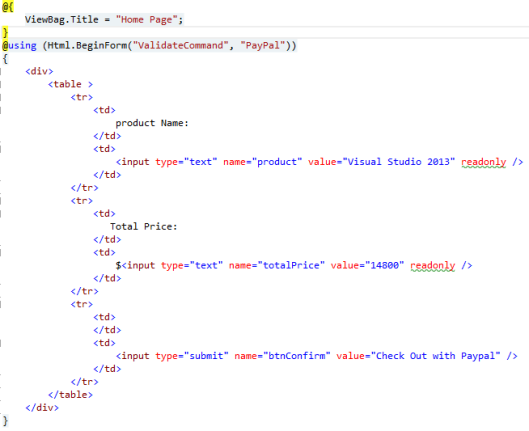 @{
    ViewBag.Title = "Home Page";
}
@using (Html.BeginForm("ValidateCommand", "PayPal"))
{
    <div>
        <table >
            <tr>
                <td>
                    product Name:
                </td>
                <td>
                    <input type="text" name="product" value="Visual Studio 2013" readonly />
                </td>
            </tr>
            <tr>
                <td>
                   Total Price:
                </td>
                <td>
                    $<input type="text" name="totalPrice" value="14800" readonly />
                </td>
            </tr>
            <tr>
                <td>
                </td>
                <td>
                    <input type="submit" name="btnConfirm" value="Check Out with Paypal" />
                </td>
            </tr>
        </table>
    </div>
}